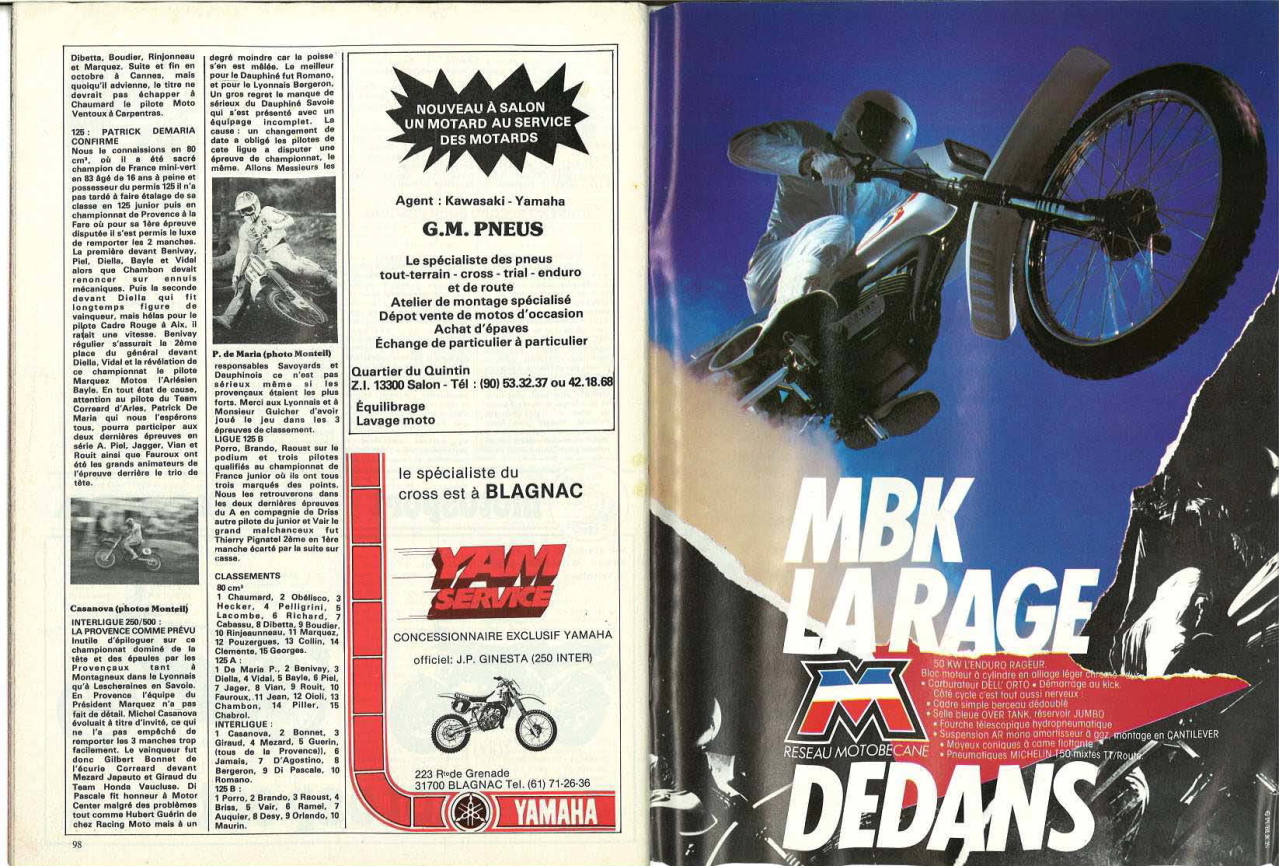 Dibetta, Boudier, Rinjonneau
et Marquez. Suite et fin en
octobre à Cannes, mais
quoiqu'il advienne, le titre ne
devrait pas échapper à
Chaumard le pilote Moto
Ventoux à Carpentras.
125 : PATRICK DEMARIA
CONFIRME
Nous le connaissions en 80
cm³, où il a été sacré
champion de France mini-vert
en 83 âgé de 16 ans à peine et
possesseur du permis 125 il n'a
pas tardé à faire étalage de sa
classe en 125 junior puis en
championnat de Provence à la
Fare où pour sa 1ère épreuve
disputée il s'est permis le luxe
de remporter les 2 manches.
La première devant Benivay,
Piel, Diella, Bayle et Vidal
alors que Chambon devait
renoncer sur ennuis
mécaniques. Puis la seconde
devant Diella qui fit
longtemps figure de
vainqueur, mais hélas pour le
pilote Cadre Rouge à Aix, il
ratait une vitesse. Benivay
régulier s'assurait la 2ème
place du général devant
Diella, Vidal et la révélation de
ce championnat le pilote
Marquez Motos l'Arlésien
Bayle. En tout état de cause,
attention au pilote du Team
Correard d'Arles, Patrick De
Maria qui nous l'espérons
tous, pourra participer aux
deux dernières épreuves en
série A. Piel, Jagger, Vian et
Rouit ainsi que Fauroux ont
été les grands animateurs de
l'épreuve derrière le trio de
tête.
Casanova (photos Monteil)
INTERLIGUE 250/500 :
LA PROVENCE COMME PRÉVU
Inutile d'épiloguer sur ce
championnat dominé de la
tête et des épaules par les
Provençaux tant à
Montagneux dans le Lyonnais
qu'à Lescheraines en Savoie.
En Provence l'équipe du
Président Marquez n'a pas
fait de détail. Michel Casanova
évoluait à titre d'invité, ce qui
ne l'a pas empêché de
remporter les 3 manches trop
facilement. Le vainqueur fut
donc Gilbert Bonnet de
l'écurie Correard devant
Mezard Japauto et Giraud du
Team Honda Vaucluse. Di
Pascale fit honneur à Motor
Center malgré des problèmes
tout comme Hubert Guérin de
chez Racing Moto mais à un
98
degré moindre car la poisse
s'en est mêlée. Le meilleur
pour le Dauphiné fut Romano,
et pour le Lyonnais Bergeron.
Un gros regret le manque de
sérieux du Dauphiné Savoie
qui s'est présenté avec un
équipage incomplet. La
cause : un changement de
date a obligé les pilotes de
cete ligue a disputer une
épreuve de championnat, le
même. Allons Messieurs les
P. de Maria (photo Monteil)
responsables Savoyards et
Dauphinois ce n'est pas
sérieux même si les
provençaux étaient les plus
forts. Merci aux Lyonnais et à
Monsieur Guicher d'avoir
joué le jeu dans les 3
épreuves de classement.
LIGUE 125 B
Porro, Brando, Raoust sur le
podium et trois pilotes
qualifiés au championnat de
France junior où ils ont tous
trois marqués des points.
Nous les retrouverons dans
les deux dernières épreuves
du A en compagnie de Driss
autre pilote du junior et Vair le
grand malchanceux fut
Thierry Pignatel 2ème en 1ère
manche écarté par la suite sur
casse.
CLASSEMENTS
80 cm³
1 Chaumard, 2 Obélisco, 3
Hecker, 4 Pelligrini, 5
Lacombe, 6 Richard, 7
Cabassu, 8 Dibetta, 9 Boudier,
10 Rinjeaunneau, 11 Marquez,
12 Pouzergues, 13 Collin, 14
Clemente, 15 Georges.
125 A :
1 De Maria P., 2 Benivay, 3
Diella, 4 Vidal, 5 Bayle, 6 Piel,
7 Jager, 8 Vian, 9 Rouit, 10
Fauroux, 11 Jean, 12 Oioli, 13
Chambon, 14 Piller, 15
Chabrol.
INTERLIGUE :
1 Casanova, 2 Bonnet, 3
Giraud, 4 Mezard, 5 Guerin,
(tous de la Provence)), 6
Jamais, 7 D'Agostino, 8
Bergeron, 9 Di Pascale, 10
Romano.
125 B :
1 Porro, 2 Brando, 3 Raoust, 4
Briss, 5 Vair, 6 Ramel, 7
Auquier, 8 Desy, 9 Orlando, 10
Maurin.
NOUVEAU À SALON
UN MOTARD AU SERVICE
DES MOTARDS
Agent : Kawasaki - Yamaha
G.M. PNEUS
Le spécialiste des pneus
tout-terrain - cross - trial - enduro
et de route
Atelier de montage spécialisé
Dépot vente de motos d'occasion
Achat d'épaves
Échange de particulier à particulier
Quartier du Quintin
Z.I. 13300 Salon - Tél : (90) 53.32.37 ou 42.18.68
Équilibrage
Lavage moto
le spécialiste du
cross est à BLAGNAC
YAM
SERVICE
CONCESSIONNAIRE EXCLUSIF YAMAHA
officiel: J.P. GINESTA (250 INTER)
223 Rte de Grenade
31700 BLAGNAC Tel. (61) 71-26-36
YAMAHA
MBK
LA RAGE
50 KW L'ENDURO RAGEUR.
Bloc moteur à cylindre en alliage léger chromé
• Carburateur DELL' ORTO • Démarrage au kick.
Côté cycle c'est tout aussi nerveux :
• Cadre simple berceau dédoublé
• Selle bleue OVER TANK, réservoir JUMBO
• Fourche télescopique hydropneumatique
• Suspension AR mono amortisseur à gaz, montage en CANTILEVER
• Moyeux coniques à came flottante
• Pneumatiques MICHELIN T50 mixtes TT/Route.
RESEAU MOTOBECANE
DEDANS